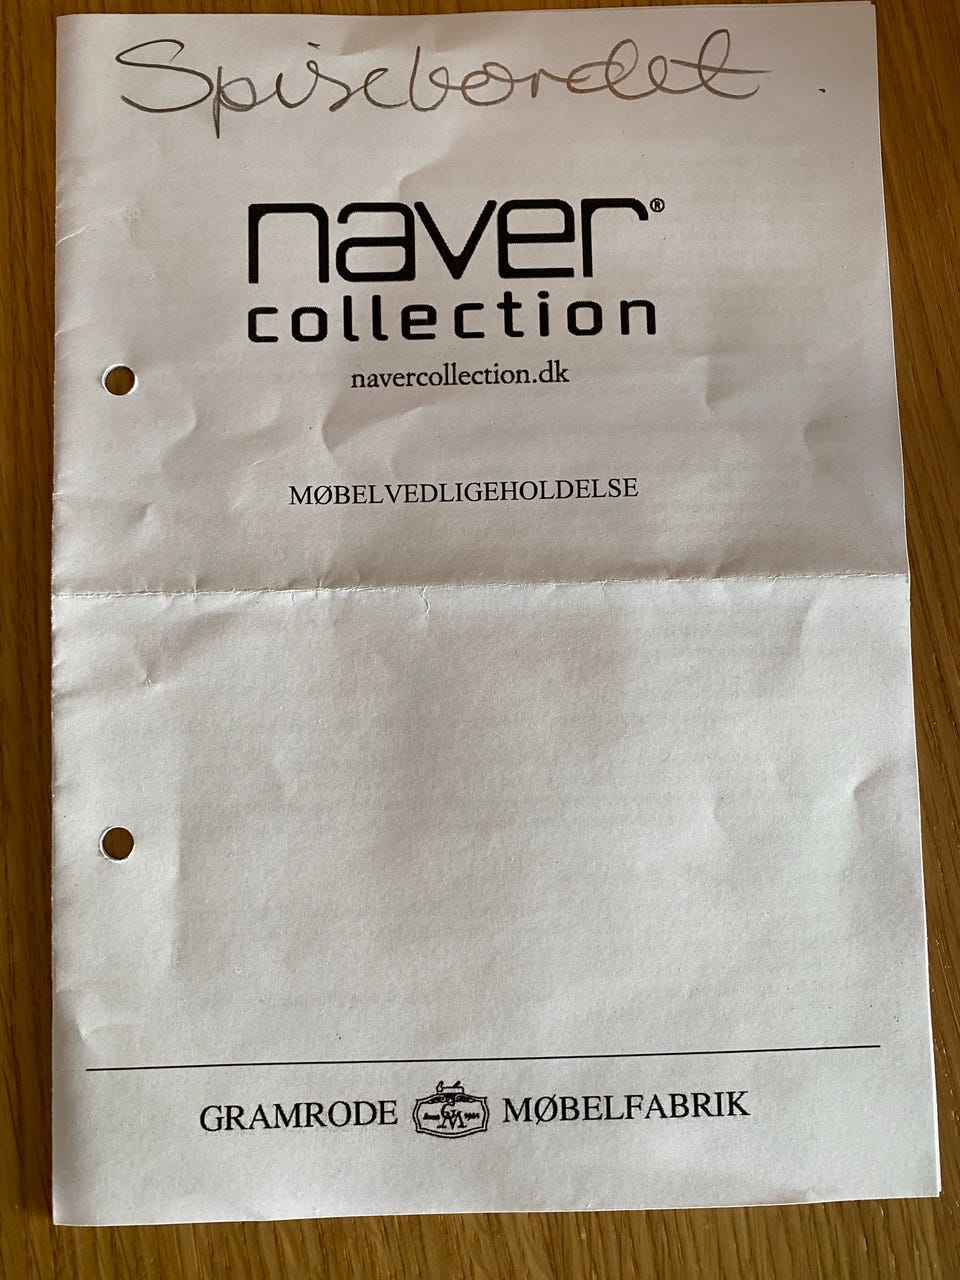 Spisebordet.
naver®
collection
navercollection.dk
MØBELVEDLIGEHOLDELSE
GRAMRODE MØBELFABRIK